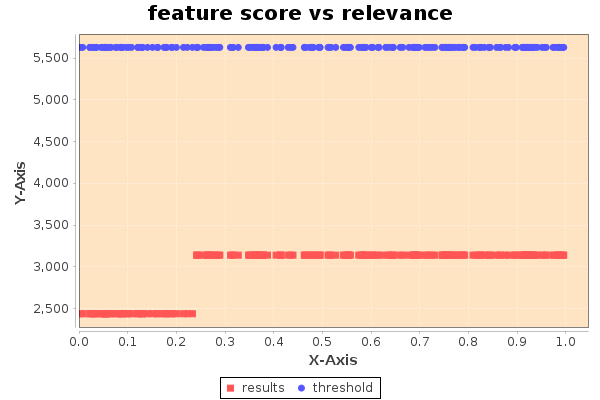 feature score vs relevance
Y-Axis
5,500
5,000
4,500
4,000
3,500
3,000
2,500
0.0 0.1 0.2 0.3 0.4 0.5 0.6 0.7 0.8 0.9 1.0
X-Axis
results threshold